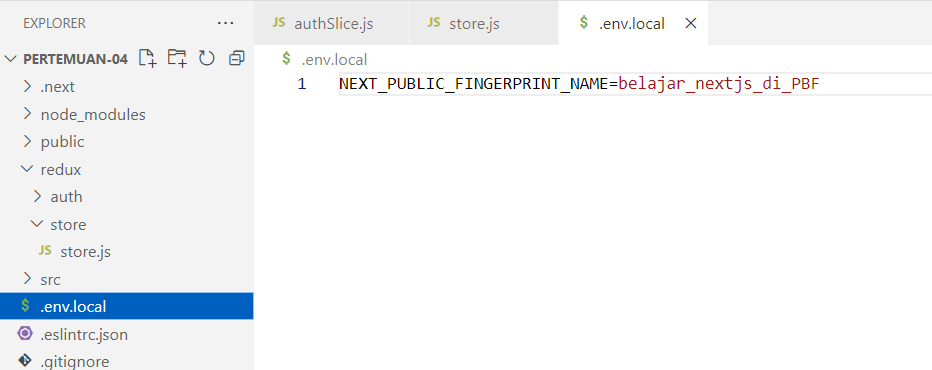 EXPLORER ...
JS authSlice.js JS store.js $ .env.local
PERTEMUAN-04
$ .env.local
1 NEXT_PUBLIC_FINGERPRINT_NAME=belajar_nextjs_di_PBF
.next
node_modules
public
redux
auth
store
JS store.js
src
$ .env.local
.eslintrc.json
.gitignore